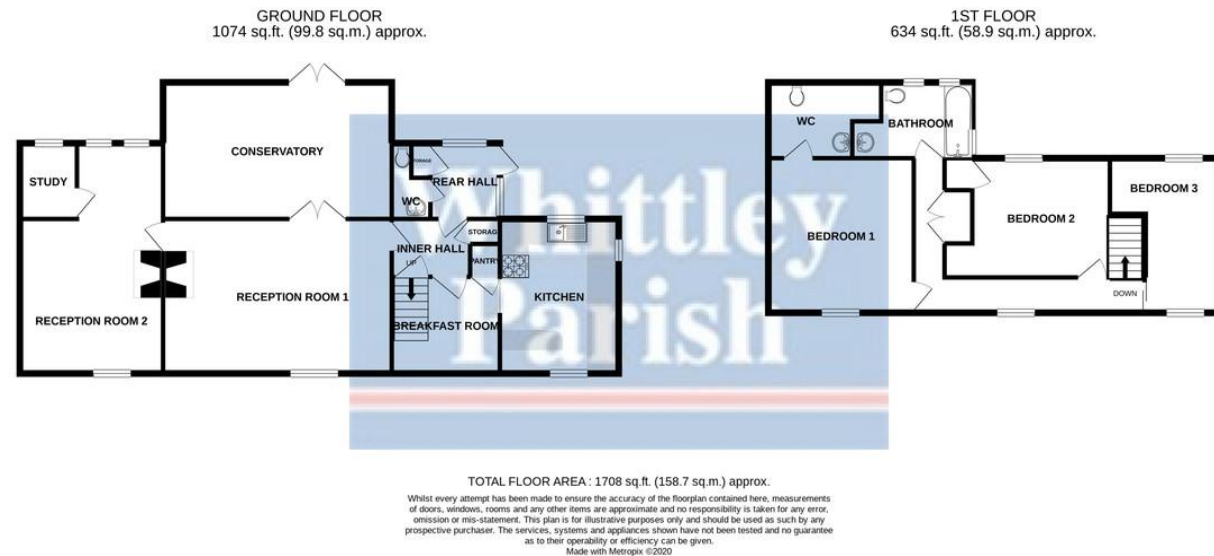 GROUND FLOOR
1074 sq.ft. (99.8 sq.m.) approx.
1ST FLOOR
634 sq.ft. (58.9 sq.m.) approx.
CONSERVATORY
STUDY
STORAGE
REAR HALL
WC
STORAG
INNER HALL
UP
PANTRY
RECEPTION ROOM 1
KITCHEN
RECEPTION ROOM 2
BREAKFAST ROOM
WC
BATHROOM
BEDROOM 3
BEDROOM 2
BEDROOM 1
DOWN
Whittley
Parish
TOTAL FLOOR AREA : 1708 sq.ft. (158.7 sq.m.) approx.
Whilst every attempt has been made to ensure the accuracy of the floorplan contained here, measurements
of doors, windows, rooms and any other items are approximate and no responsibility is taken for any error,
omission or mis-statement. This plan is for illustrative purposes only and should be used as such by any
prospective purchaser. The services, systems and appliances shown have not been tested and no guarantee
as to their operability or efficiency can be given.
Made with Metropix ©2020